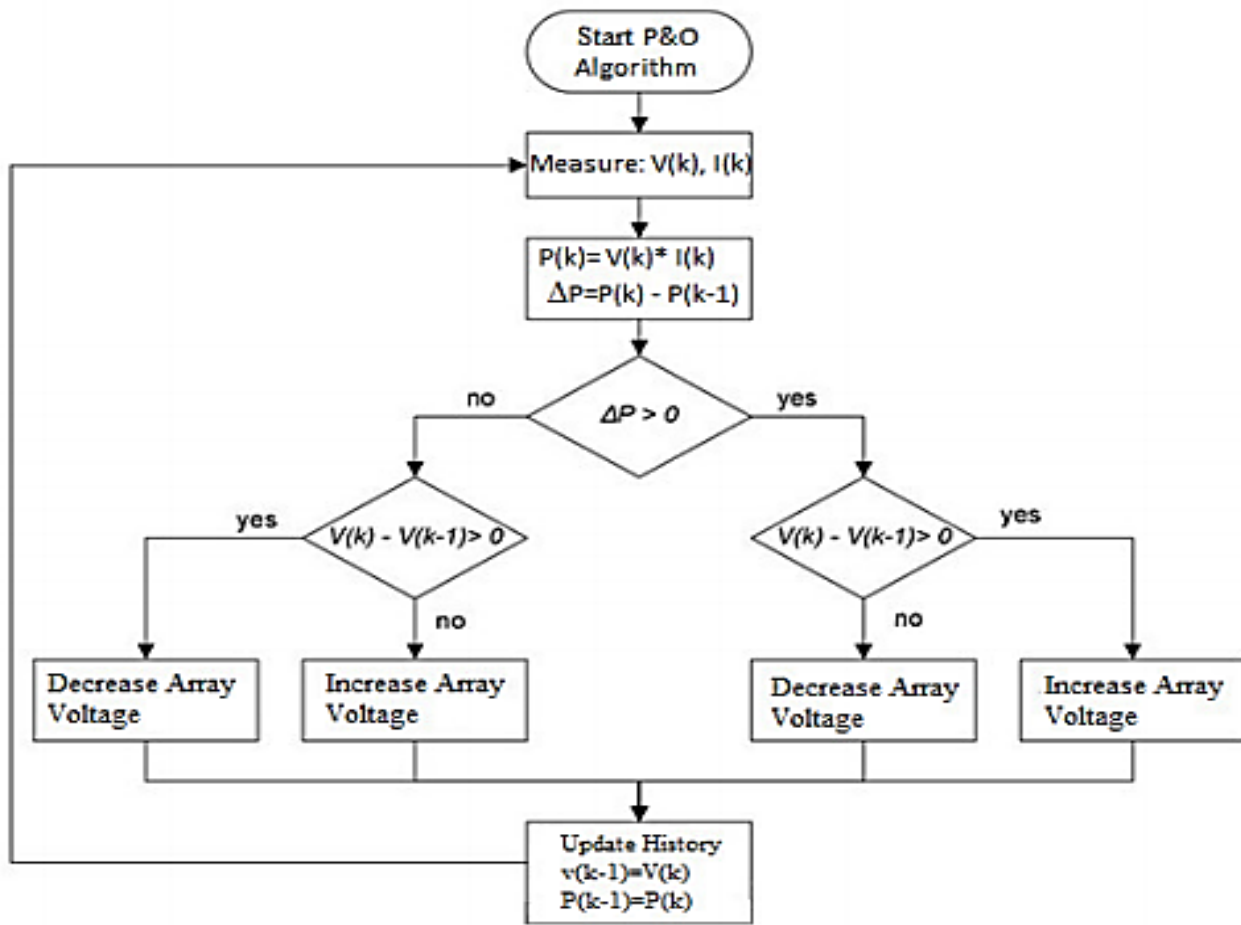 Start P&O
Algorithm
Measure: V(k), I(k)
P(k)= V(k)* I(k)
ΔP=P(k) - P(k-1)
no
ΔP > 0
yes
yes
V(k) - V(k-1)> 0
no
V(k) - V(k-1)> 0
yes
no
Decrease Array
Voltage
Increase Array
Voltage
Decrease Array
Voltage
Increase Array
Voltage
Update History
v(k-1)=V(k)
P(k-1)=P(k)